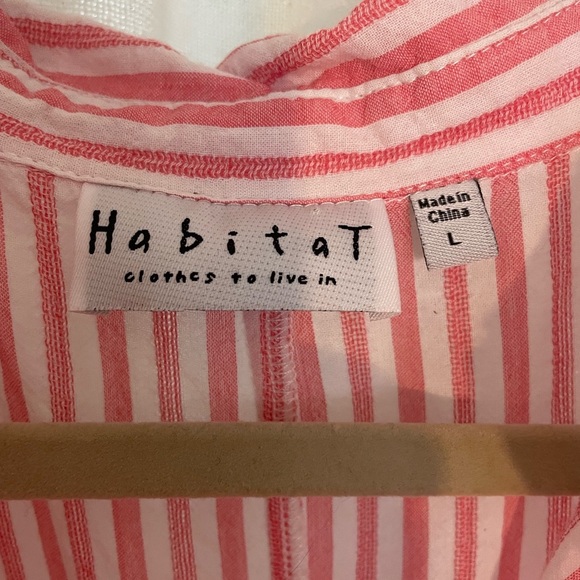 HabitaT
clothes to live in
Made in
China
L